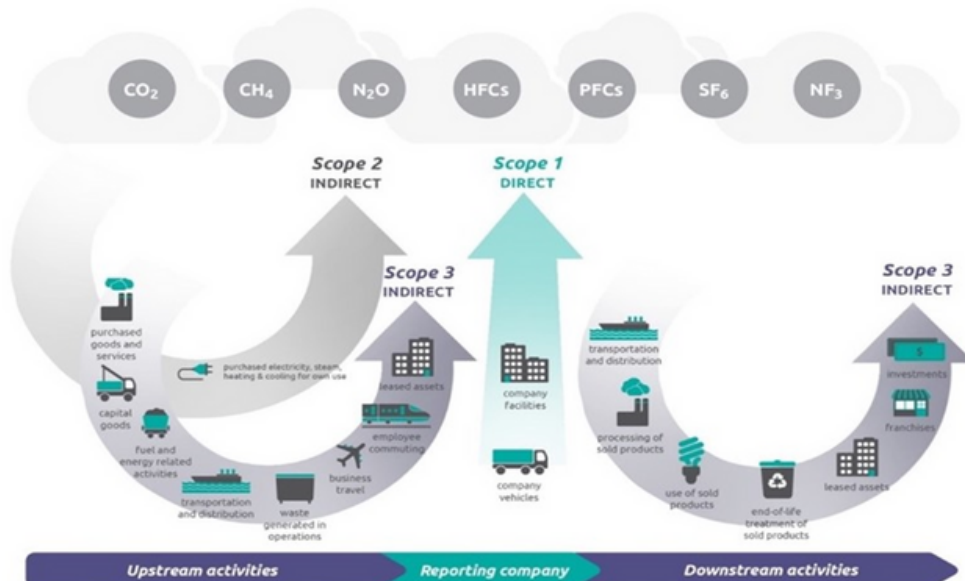 CO₂ CH₄ N₂O HFCs PFCs SF₆ NF₃
Scope 2
INDIRECT
Scope 1
DIRECT
Scope 3
INDIRECT
Scope 3
INDIRECT
purchased
goods and
services
capital
goods
fuel and
energy related
activities
transportation
and distribution
waste
generated in
operations
business
travel
employee
commuting
leased assets
purchased electricity, steam,
heating & cooling for own use
company
facilities
company
vehicles
transportation
and distribution
processing of
sold products
use of sold
products
end-of-life
treatment of
sold products
leased assets
franchises
$
investments
Upstream activities
Reporting company
Downstream activities